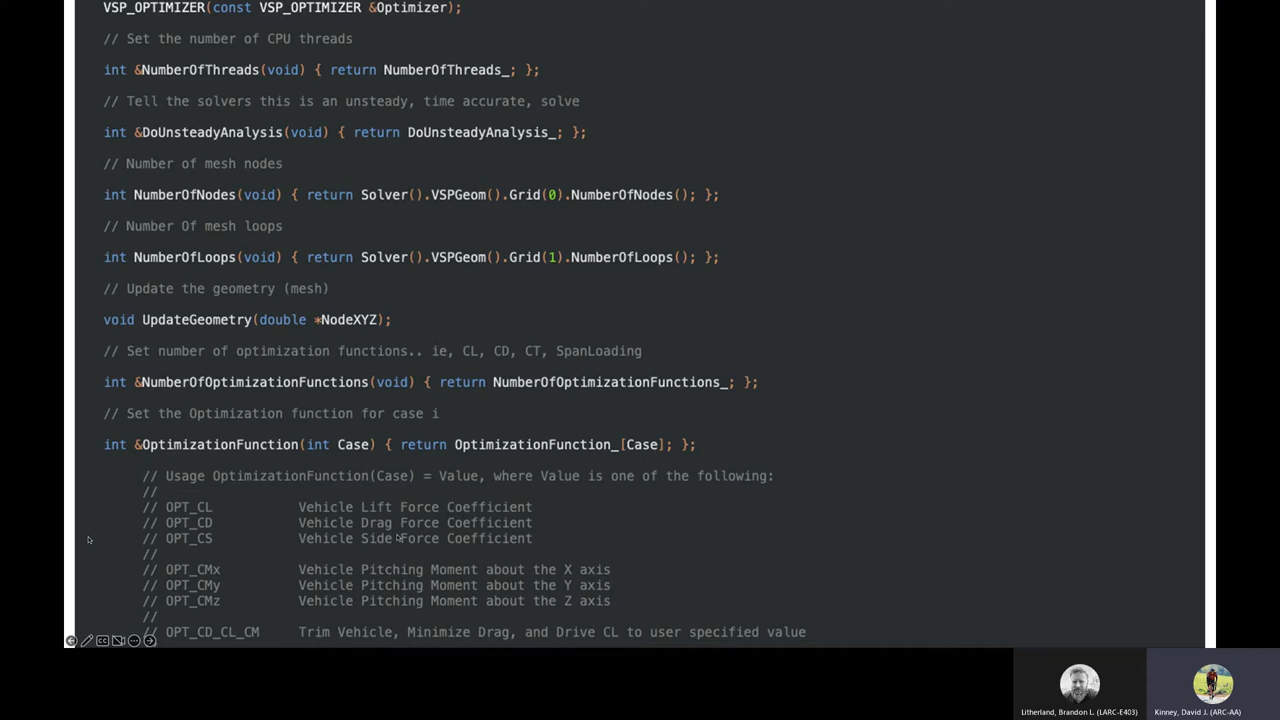 VSP_OPTIMIZER(const VSP_OPTIMIZER &Optimizer);
// Set the number of CPU threads
int &NumberOfThreads(void) { return NumberOfThreads_; };
// Tell the solvers this is an unsteady, time accurate, solve
int &DoUnsteadyAnalysis(void) { return DoUnsteadyAnalysis_; };
// Number of mesh nodes
int NumberOfNodes(void) { return Solver().VSPGeom().Grid(0).NumberOfNodes(); };
// Number Of mesh loops
int NumberOfLoops(void) { return Solver().VSPGeom().Grid(1).NumberOfLoops(); };
// Update the geometry (mesh)
void UpdateGeometry(double *NodeXYZ);
// Set number of optimization functions.. ie, CL, CD, CT, SpanLoading
int &NumberOfOptimizationFunctions(void) { return NumberOfOptimizationFunctions_; };
// Set the Optimization function for case i
int &OptimizationFunction(int Case) { return OptimizationFunction_[Case]; };
// Usage OptimizationFunction(Case) = Value, where Value is one of the following:
//
// OPT_CL Vehicle Lift Force Coefficient
// OPT_CD Vehicle Drag Force Coefficient
// OPT_CS Vehicle Side Force Coefficient
//
// OPT_CMx Vehicle Pitching Moment about the X axis
// OPT_CMy Vehicle Pitching Moment about the Y axis
// OPT_CMz Vehicle Pitching Moment about the Z axis
//
// OPT_CD_CL_CM Trim Vehicle, Minimize Drag, and Drive CL to user specified value
CC
Litherland, Brandon L. (LARC-E403)
Kinney, David J. (ARC-AA)